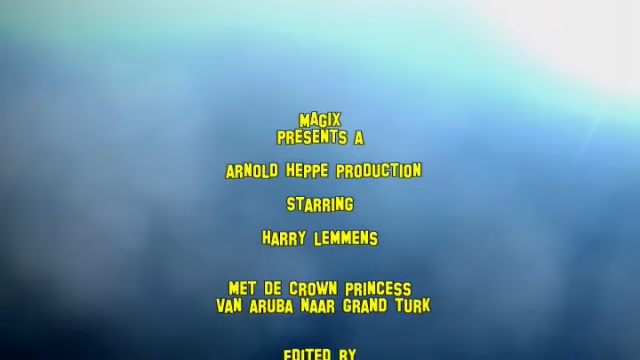 MAGIX
PRESENTS A
ARNOLD HEPPE PRODUCTION
STARRING
HARRY LEMMENS
MET DE CROWN PRINCESS
VAN ARUBA NAAR GRAND TURK
EDITED BY